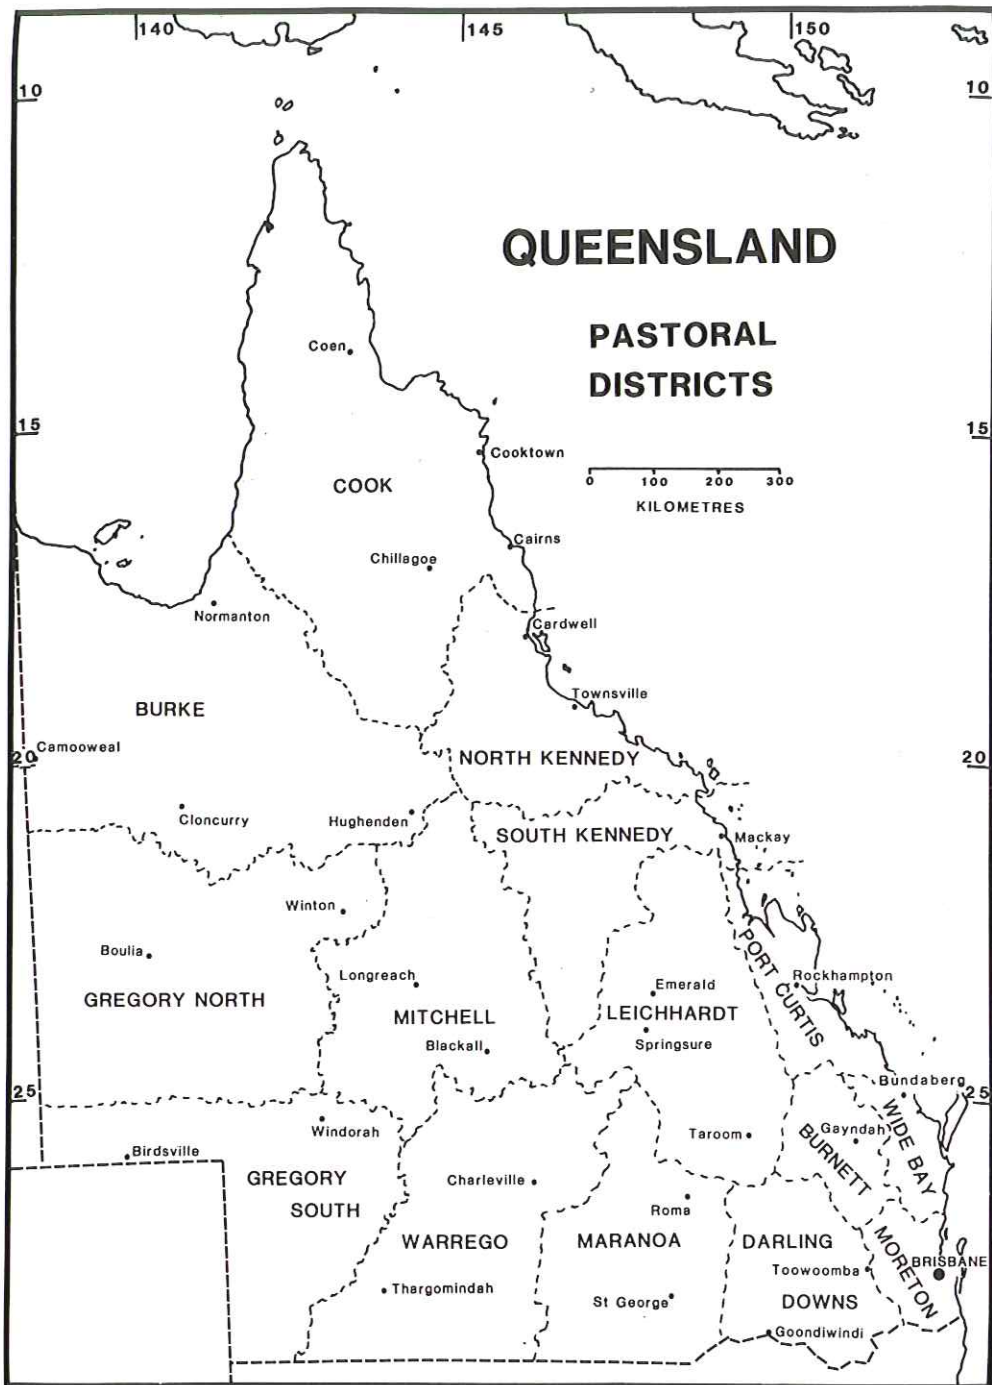 140
145
150
10
10
QUEENSLAND
PASTORAL
DISTRICTS
Coen
15
15
Cooktown
0 100 200 300
KILOMETRES
COOK
Cairns
Chillagoe
Normanton
Cardwell
Townsville
BURKE
Camooweal
20
20
NORTH KENNEDY
Cloncurry
Hughenden
SOUTH KENNEDY
Mackay
Winton
Boulia
Longreach
Emerald
PORT CURTIS
Rockhampton
GREGORY NORTH
MITCHELL
LEICHHARDT
Blackall
Springsure
25
25
Bundaberg
Windorah
Taroom
Gayndah
WIDE BAY
BURNETT
Birdsville
GREGORY
SOUTH
Charleville
Roma
WARREGO
MARANOA
DARLING
DOWNS
Toowoomba
MORETON
BRISBANE
Thargomindah
St George
Goondiwindi